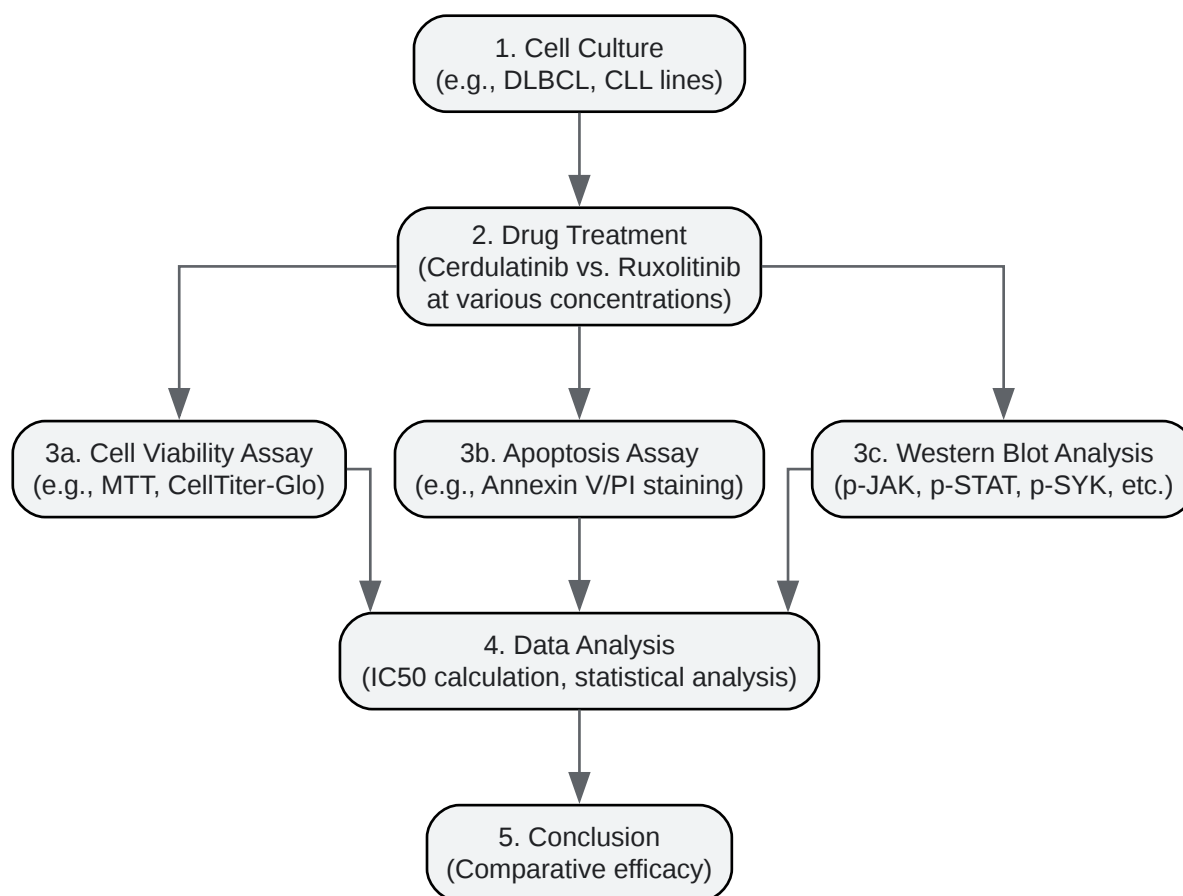 1. Cell Culture
(e.g., DLBCL, CLL lines)
2. Drug Treatment
(Cerdulatinib vs. Ruxolitinib
at various concentrations)
3a. Cell Viability Assay
(e.g., MTT, CellTiter-Glo)
3b. Apoptosis Assay
(e.g., Annexin V/PI staining)
3c. Western Blot Analysis
(p-JAK, p-STAT, p-SYK, etc.)
4. Data Analysis
(IC50 calculation, statistical analysis)
5. Conclusion
(Comparative efficacy)